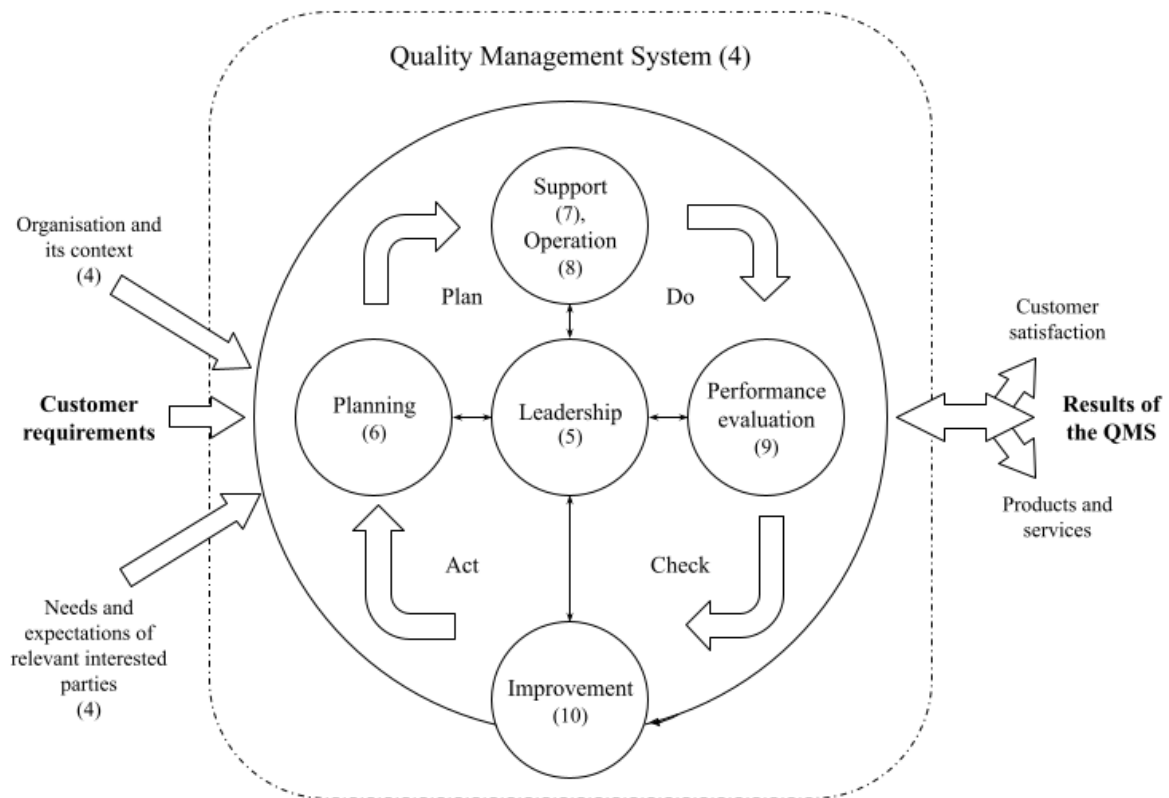 Quality Management System (4)
Support
(7),
Operation
(8)
Organisation and
its context
(4)
Plan
Do
Customer
satisfaction
Customer
requirements
Planning
(6)
Leadership
(5)
Performance
evaluation
(9)
Results of
the QMS
Products and
services
Act
Check
Needs and
expectations of
relevant interested
parties
(4)
Improvement
(10)